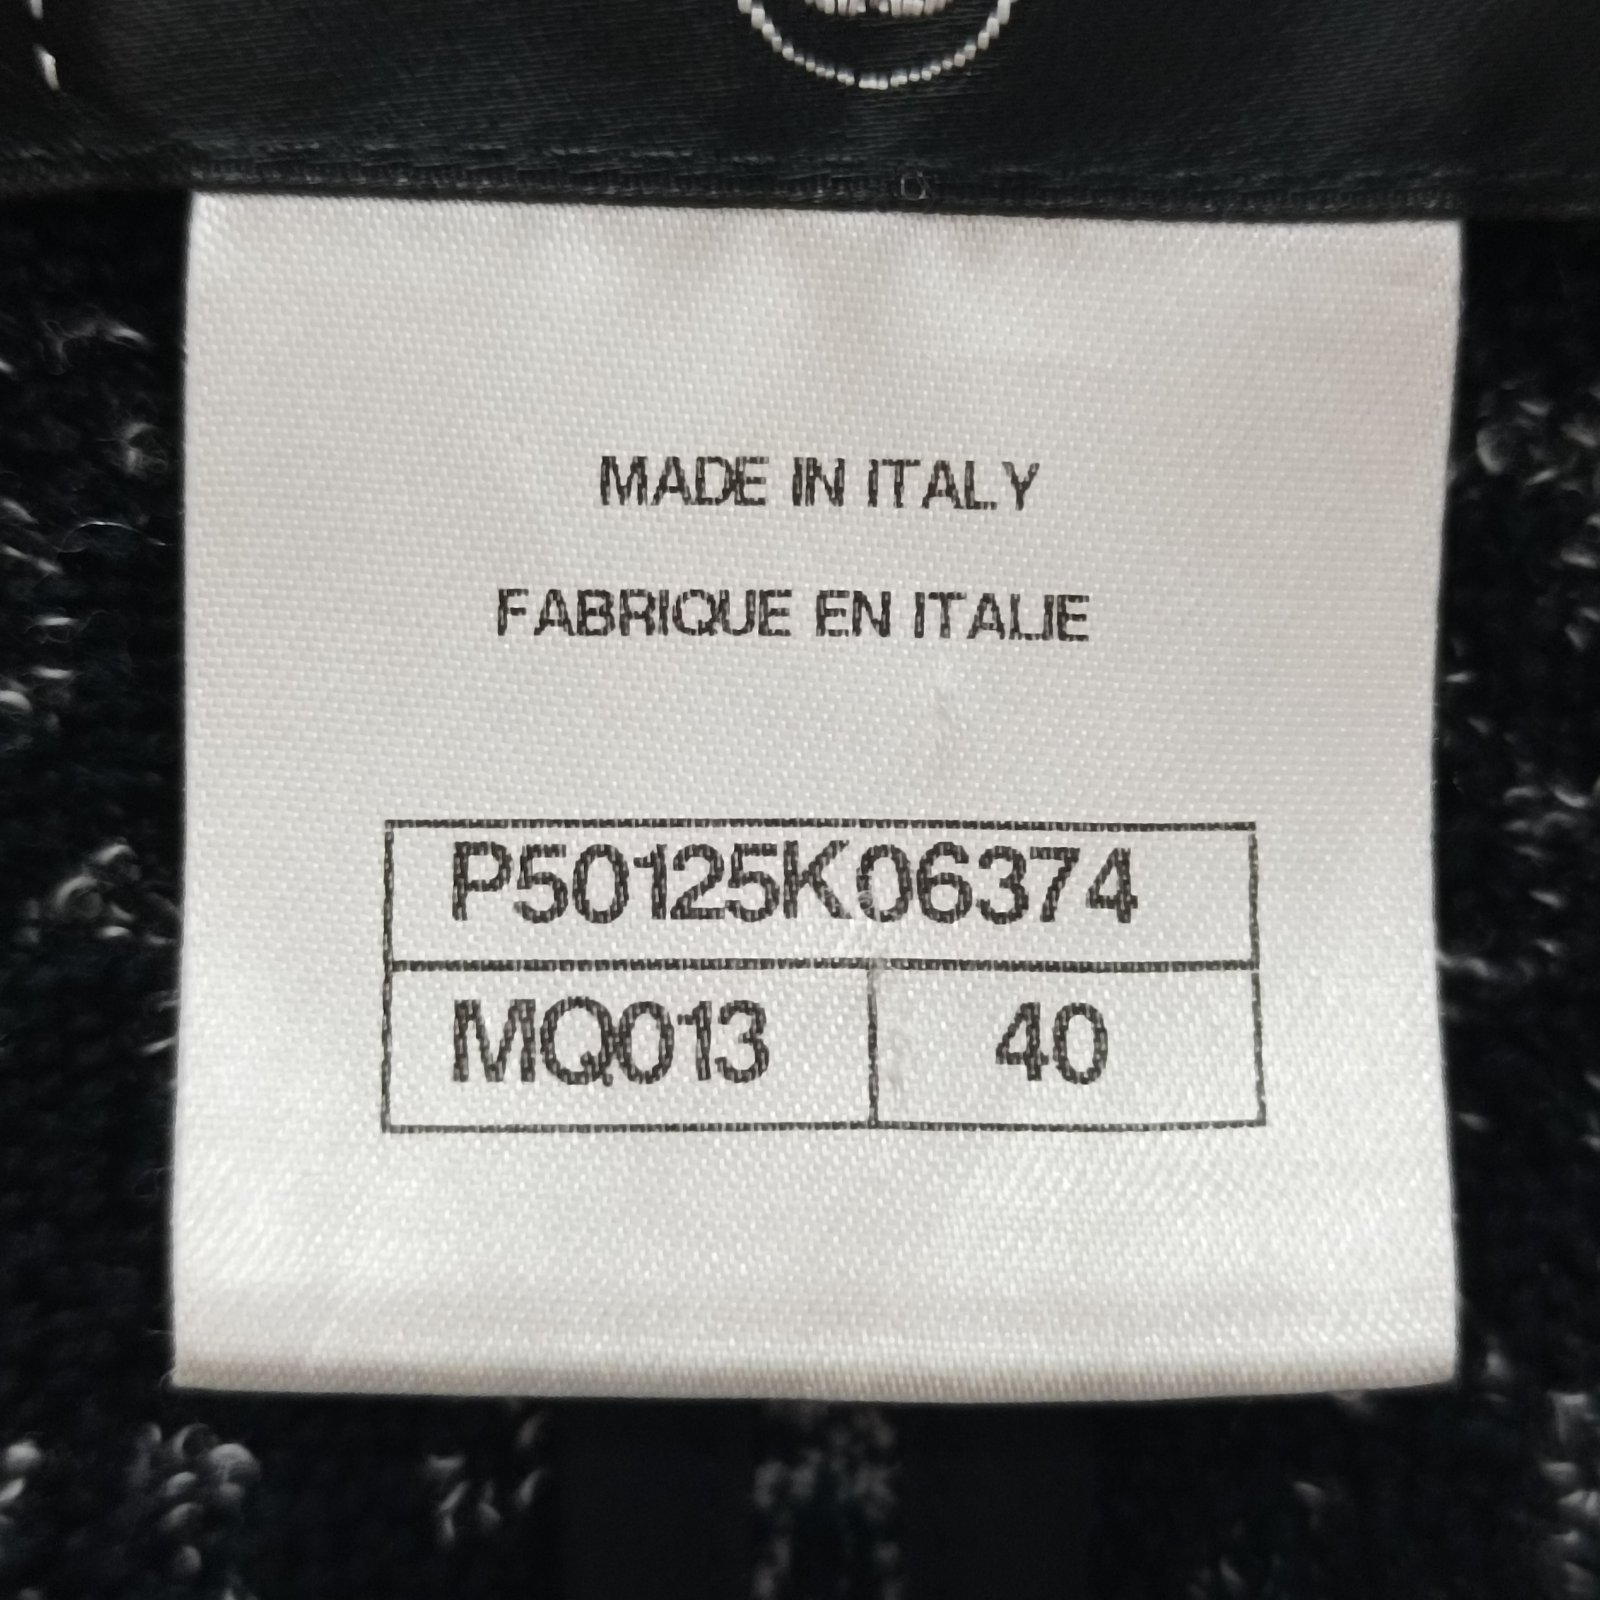 MADE IN ITALY
FABRIQUE EN ITALIE
P50125K06374
MQ013 40